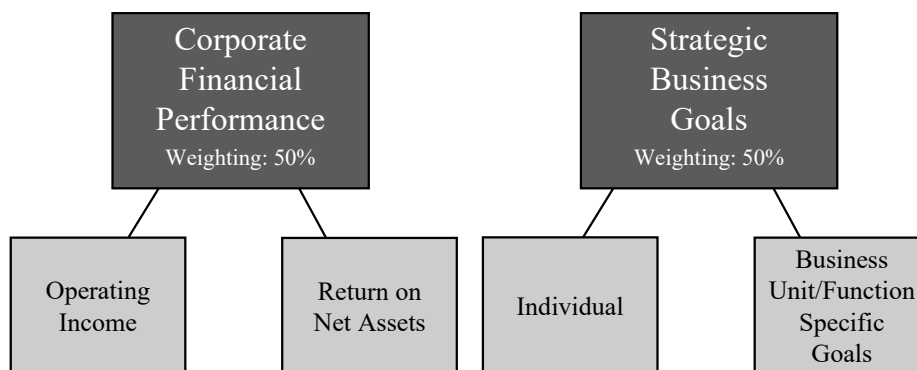 Corporate
Financial
Performance
Weighting: 50%
Strategic
Business
Goals
Weighting: 50%
Operating
Income
Return on
Net Assets
Individual
Business
Unit/Function
Specific
Goals